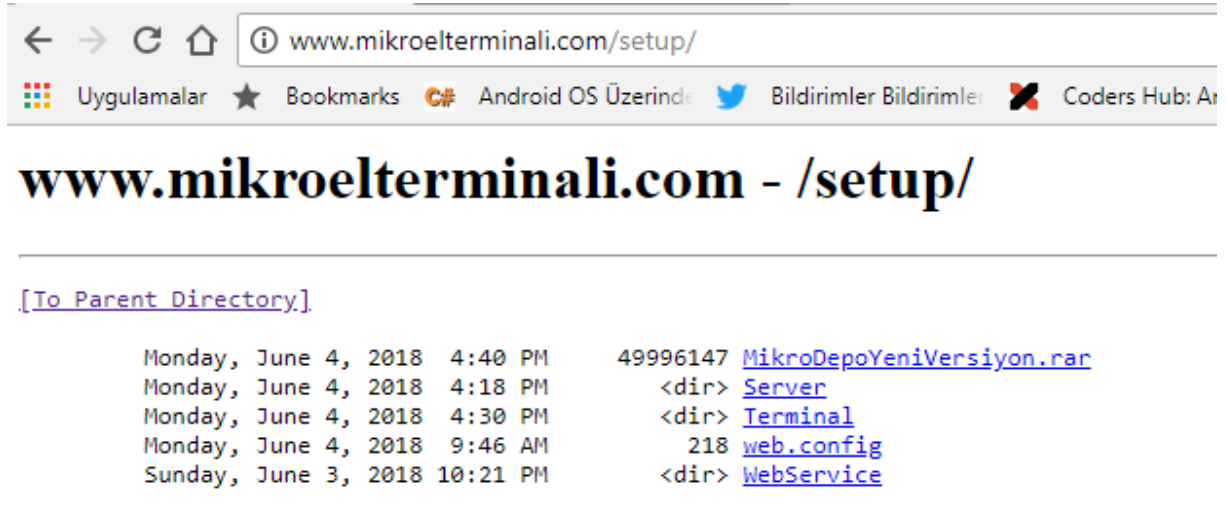 www.mikroelterminali.com/setup/
Uygulamalar Bookmarks C# Android OS Üzerinde Bildirimler Bildirimler Coders Hub:
www.mikroelterminali.com - /setup/
[To Parent Directory]
Monday, June 4, 2018 4:40 PM 49996147 MikroDepoYeniVersiyon.rar
Monday, June 4, 2018 4:18 PM <dir> Server
Monday, June 4, 2018 4:30 PM <dir> Terminal
Monday, June 4, 2018 9:46 AM 218 web.config
Sunday, June 3, 2018 10:21 PM <dir> WebService